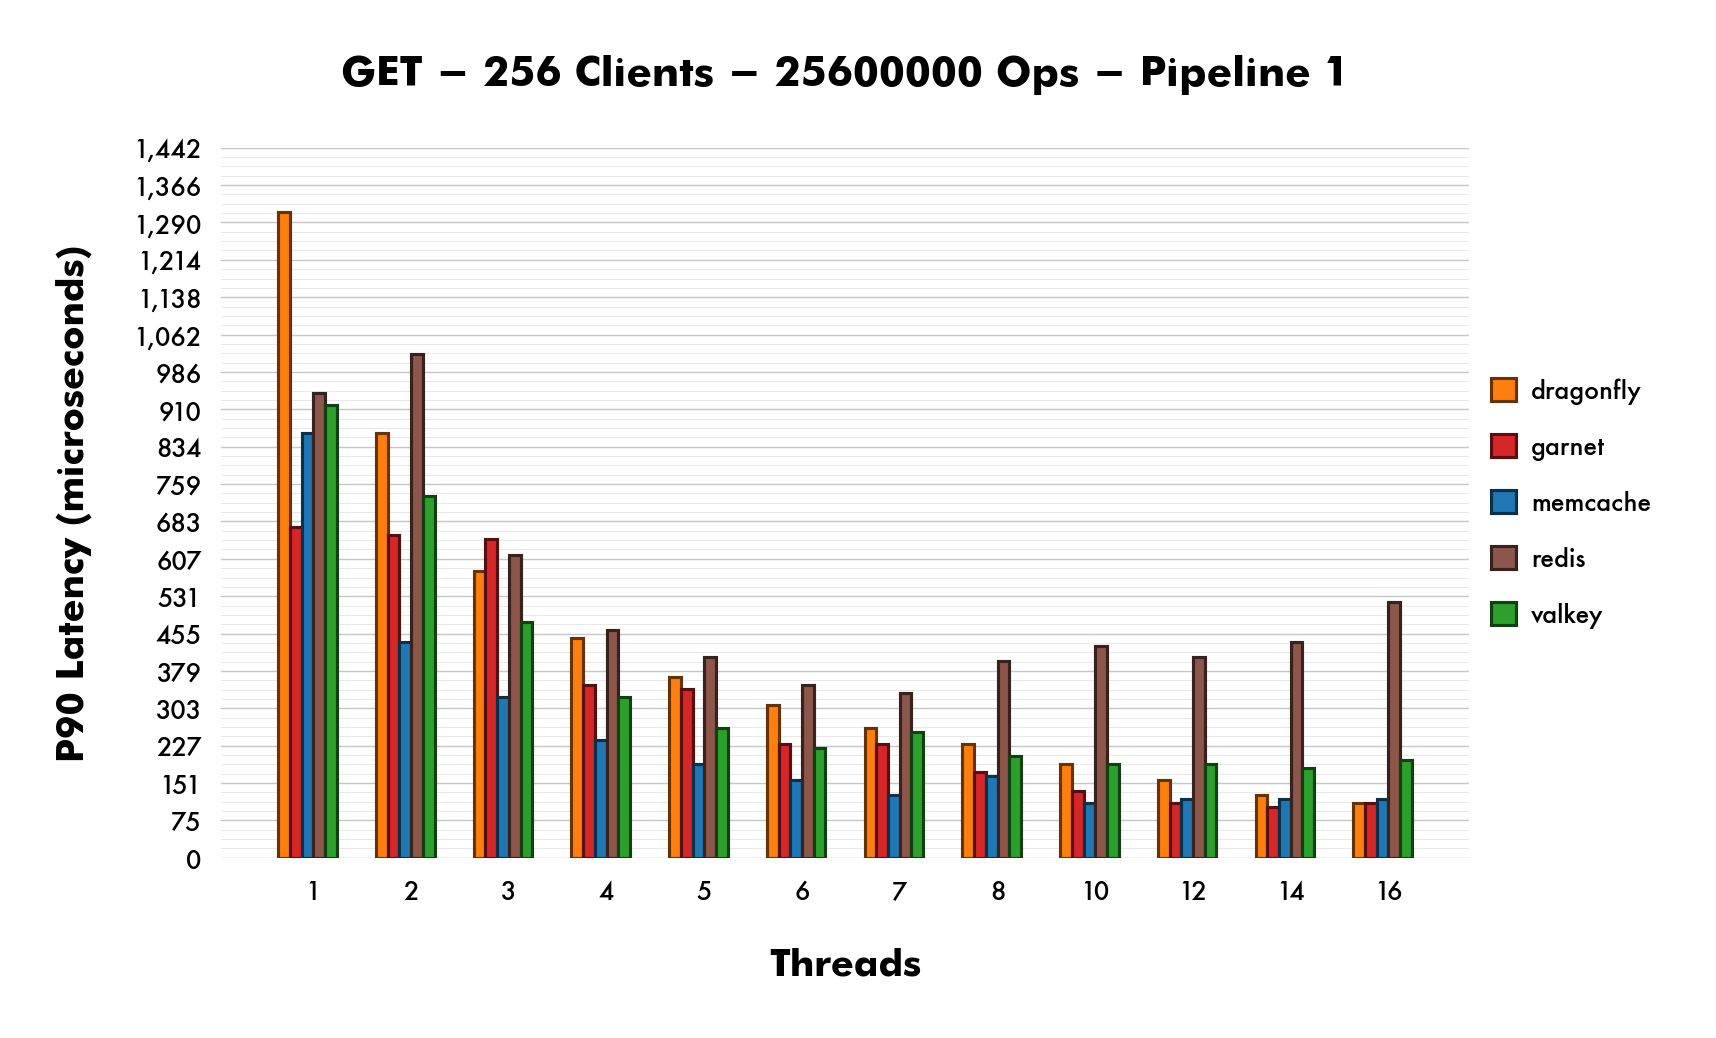 GET – 256 Clients – 25600000 Ops – Pipeline 1
P90 Latency (microseconds)
1,442
1,366
1,290
1,214
1,138
1,062
986
910
834
759
683
607
531
455
379
303
227
151
75
0
1 2 3 4 5 6 7 8 10 12 14 16
Threads
dragonfly
garnet
memcache
redis
valkey